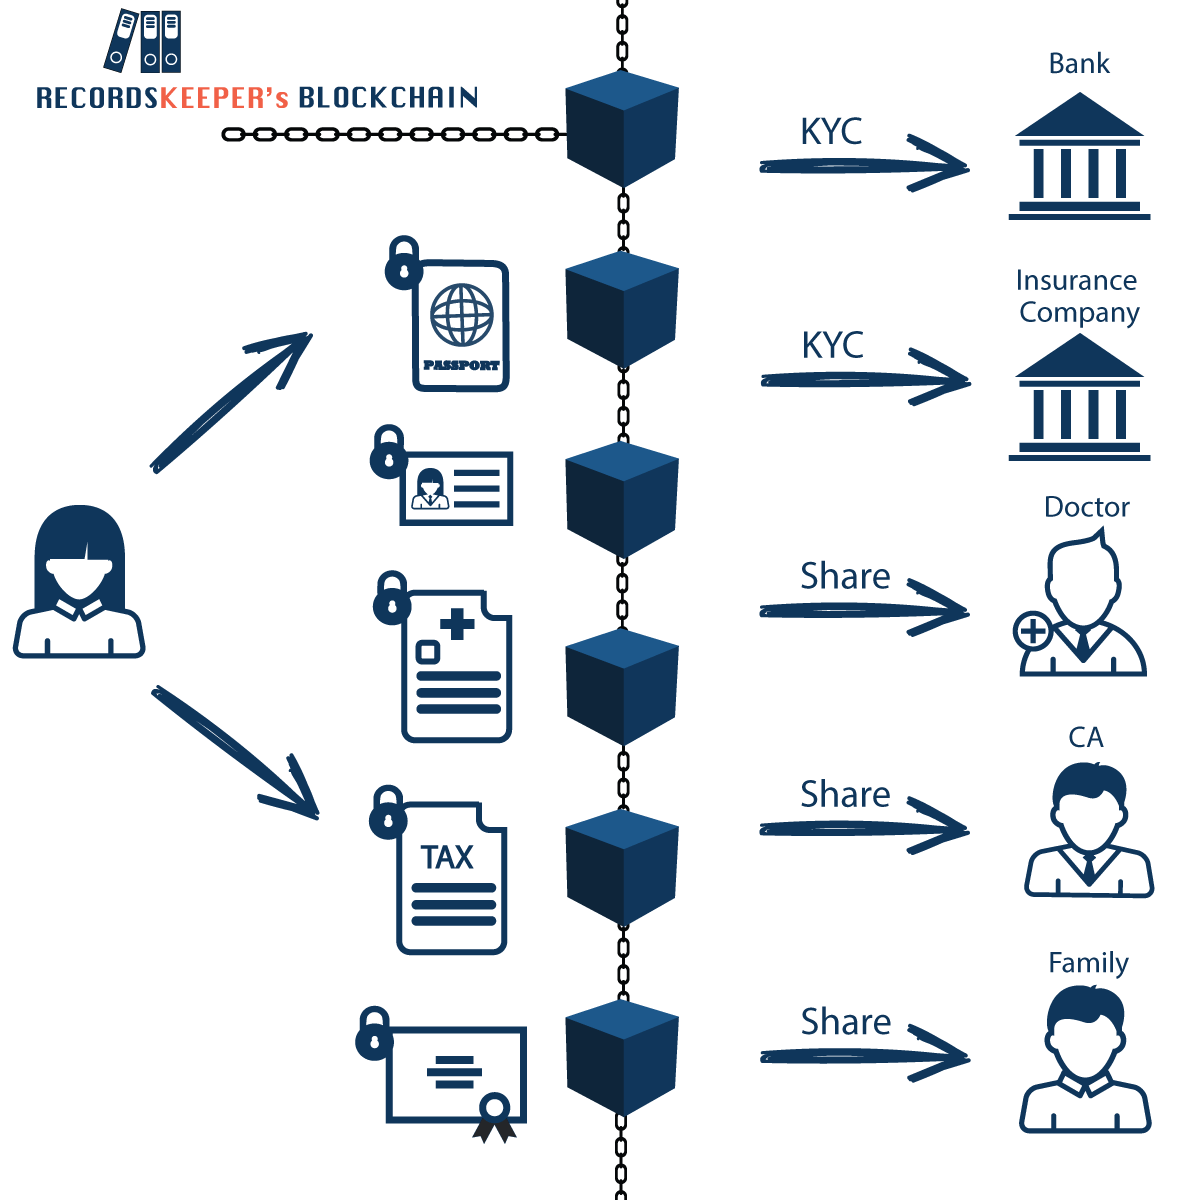 RECORDSKEEPER's BLOCKCHAIN
Bank
KYC
Insurance
Company
KYC
PASSPORT
Doctor
Share
CA
Share
TAX
Family
Share